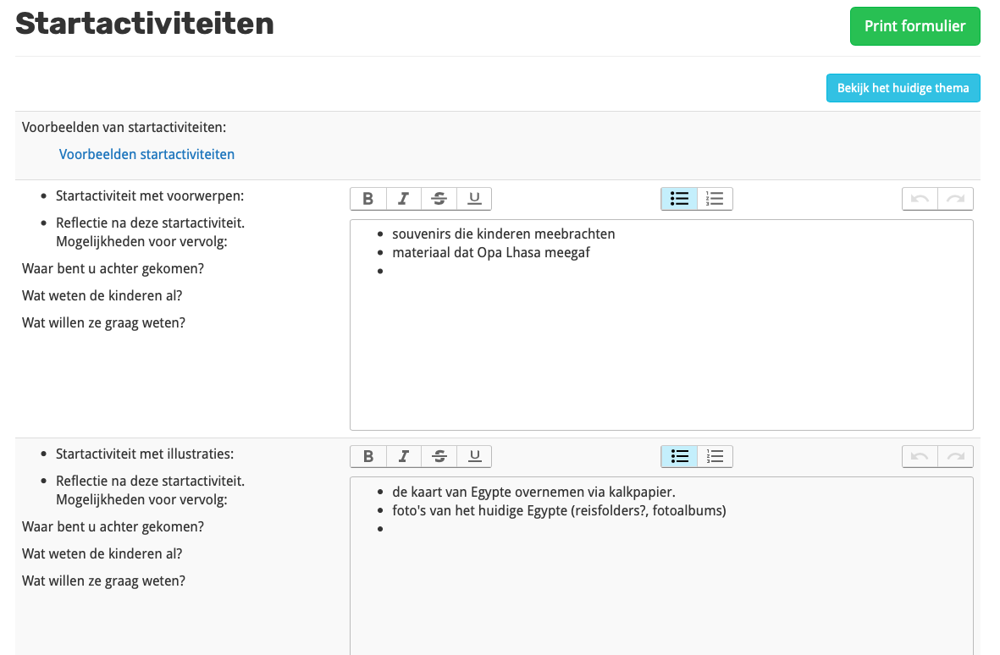 Startactiviteiten
Print formulier
Bekijk het huidige thema
Voorbeelden van startactiviteiten:
Voorbeelden startactiviteiten
Startactiviteit met voorwerpen:
Reflectie na deze startactiviteit.
Mogelijkheden voor vervolg:
Waar bent u achter gekomen?
Wat weten de kinderen al?
Wat willen ze graag weten?
B I S U
souvenirs die kinderen meebrachten
materiaal dat Opa Lhasa meegaf
Startactiviteit met illustraties:
Reflectie na deze startactiviteit.
Mogelijkheden voor vervolg:
Waar bent u achter gekomen?
Wat weten de kinderen al?
Wat willen ze graag weten?
B I S U
de kaart van Egypte overnemen via kalkpapier.
foto's van het huidige Egypte (reisfolders?, fotoalbums)